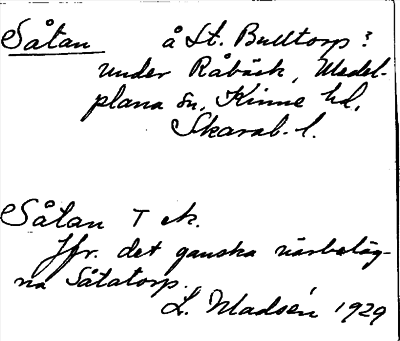 Såtan å St. Bulltorp?
under Råbäck, Medel-
plana sn, Kinne hd,
Skarab. l.
Såtan T ek.
Jfr. det ganska närbeläg-
na Såtatorp.
L. Madsén 1929